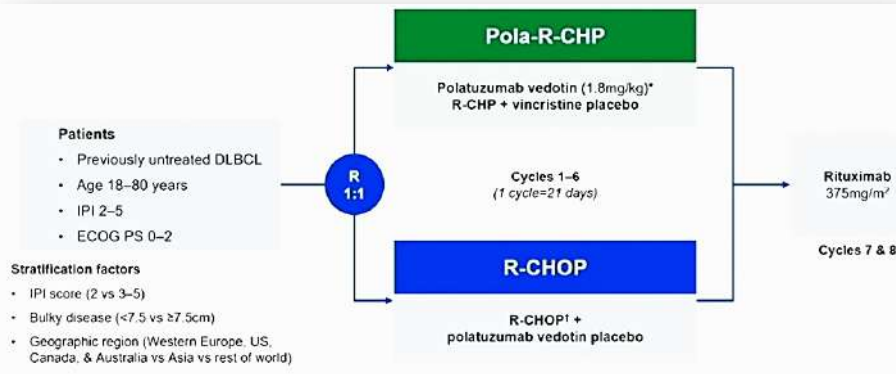 Pola-R-CHP
Polatuzumab vedotin (1.8mg/kg)*
R-CHP + vincristine placebo
Patients
• Previously untreated DLBCL
• Age 18–80 years
• IPI 2–5
• ECOG PS 0–2
R
1:1
Cycles 1–6
(1 cycle=21 days)
Rituximab
375mg/m²
Cycles 7 & 8
Stratification factors
• IPI score (2 vs 3–5)
• Bulky disease (<7.5 vs ≥7.5cm)
• Geographic region (Western Europe, US,
Canada, & Australia vs Asia vs rest of world)
R-CHOP
R-CHOP† +
polatuzumab vedotin placebo